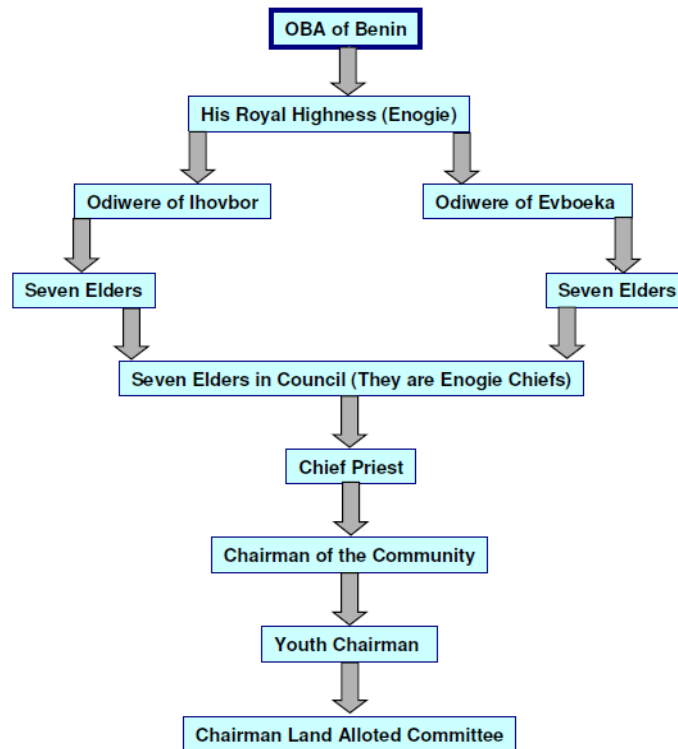 OBA of Benin
His Royal Highness (Enogie)
Odiwere of Ihovbor
Odiwere of Evboeka
Seven Elders
Seven Elders
Seven Elders in Council (They are Enogie Chiefs)
Chief Priest
Chairman of the Community
Youth Chairman
Chairman Land Alloted Committee